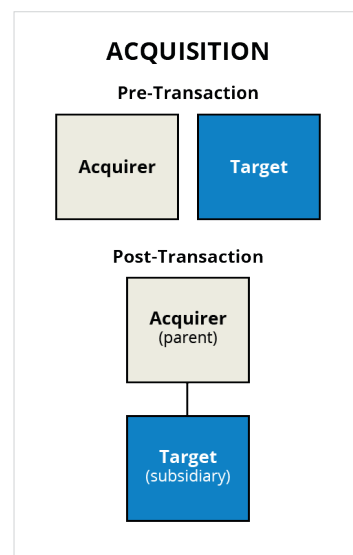 ACQUISITION
Pre-Transaction
Acquirer
Target
Post-Transaction
Acquirer
(parent)
Target
(subsidiary)